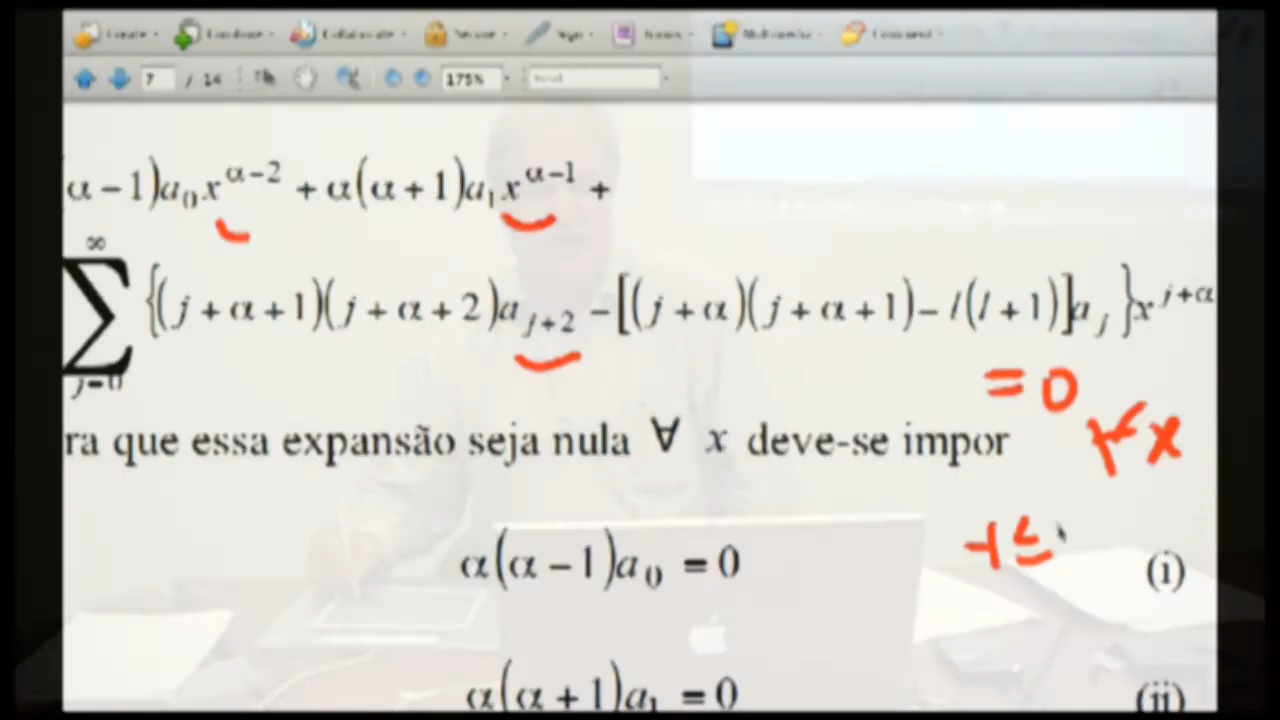 7 / 14 175%
α − 1)a₀x^{α−2} + α(α + 1)a₁x^{α−1} +
∞
∑ {(j + α + 1)(j + α + 2)a_{j+2} − [(j + α)(j + α + 1) − l(l + 1)]a_j}x^{j+α}
j=0
= 0
ra que essa expansão seja nula ∀ x deve-se impor
x
-1 ≤
α(α − 1)a₀ = 0 (i)
α(α + 1)a₁ = 0 (ii)